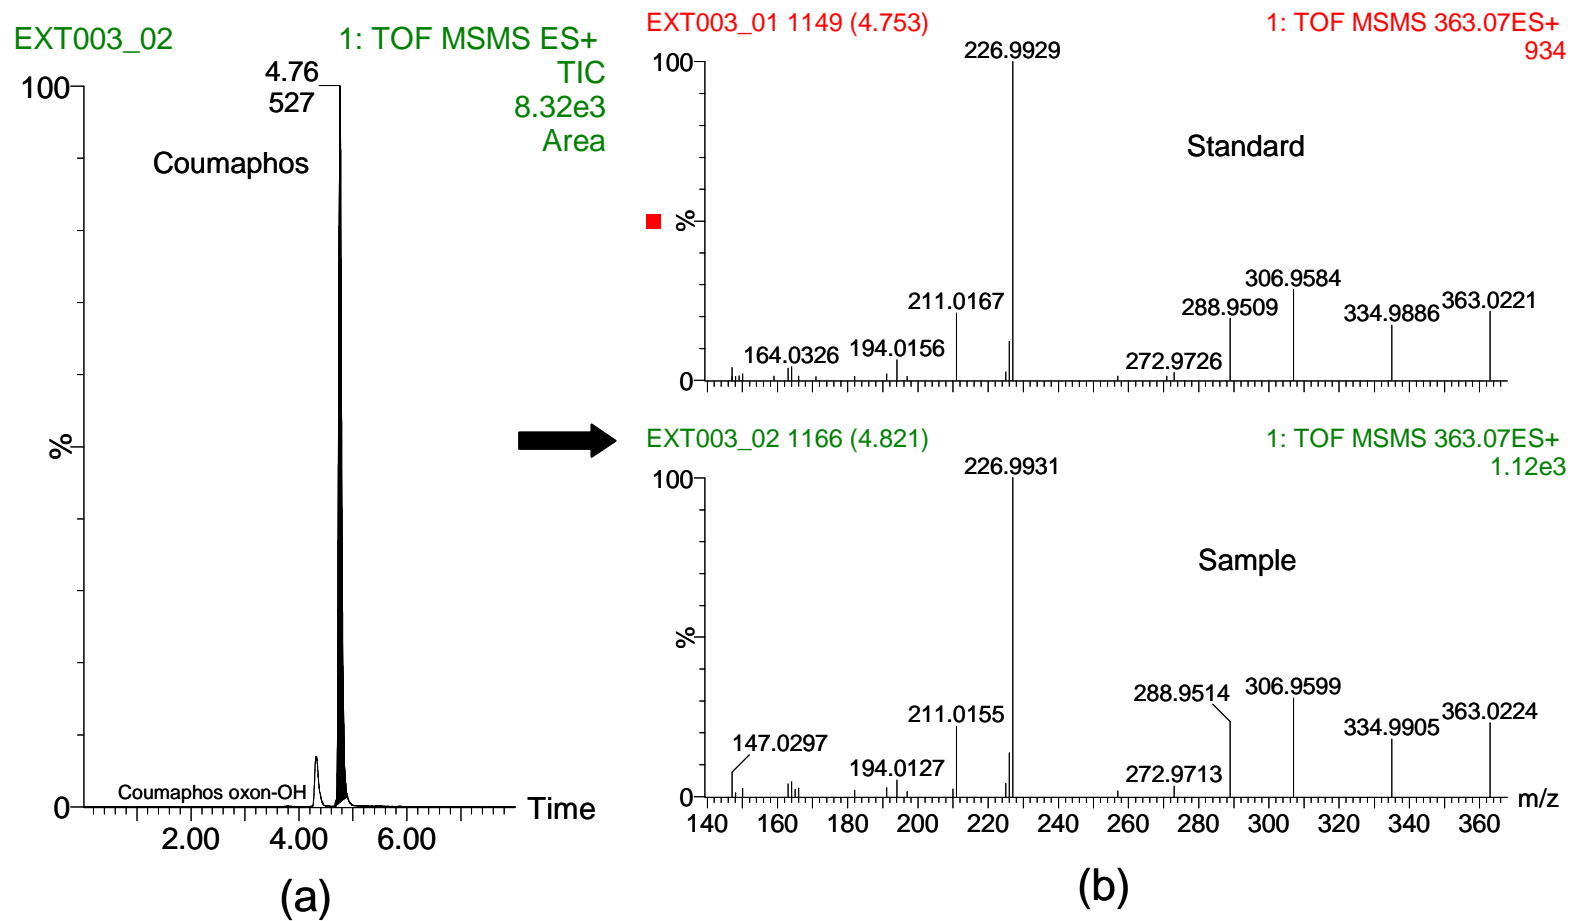 EXT003_02
1: TOF MSMS ES+
TIC
8.32e3
Area
100
4.76
527
Coumaphos
%
Coumaphos oxon-OH
0
Time
2.00 4.00 6.00
(a)
EXT003_01 1149 (4.753)
1: TOF MSMS 363.07ES+
934
226.9929
100
Standard
%
306.9584
211.0167
288.9509
334.9886
363.0221
164.0326
194.0156
272.9726
0
EXT003_02 1166 (4.821)
1: TOF MSMS 363.07ES+
1.12e3
226.9931
100
Sample
%
288.9514
306.9599
211.0155
334.9905
363.0224
147.0297
194.0127
272.9713
0
m/z
140 160 180 200 220 240 260 280 300 320 340 360
(b)